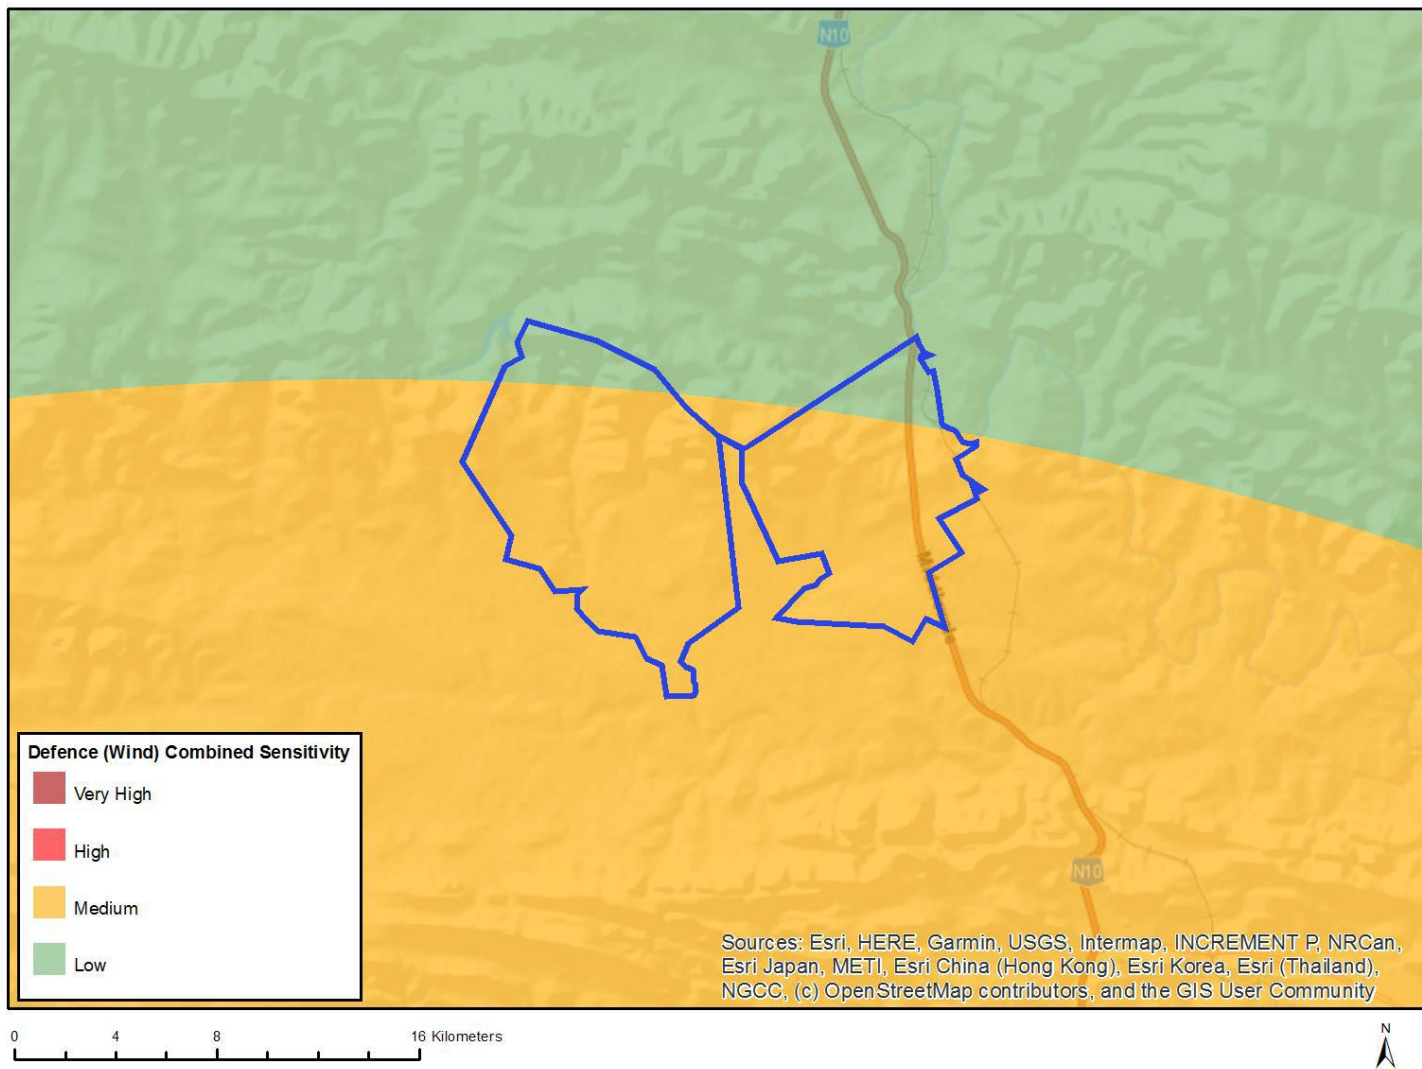 N10
N10
Defence (Wind) Combined Sensitivity
Very High
High
Medium
Low
Sources: Esri, HERE, Garmin, USGS, Intermap, INCREMENT P, NRCan,
Esri Japan, METI, Esri China (Hong Kong), Esri Korea, Esri (Thailand),
NGCC, (c) OpenStreetMap contributors, and the GIS User Community
0 4 8 16 Kilometers
N